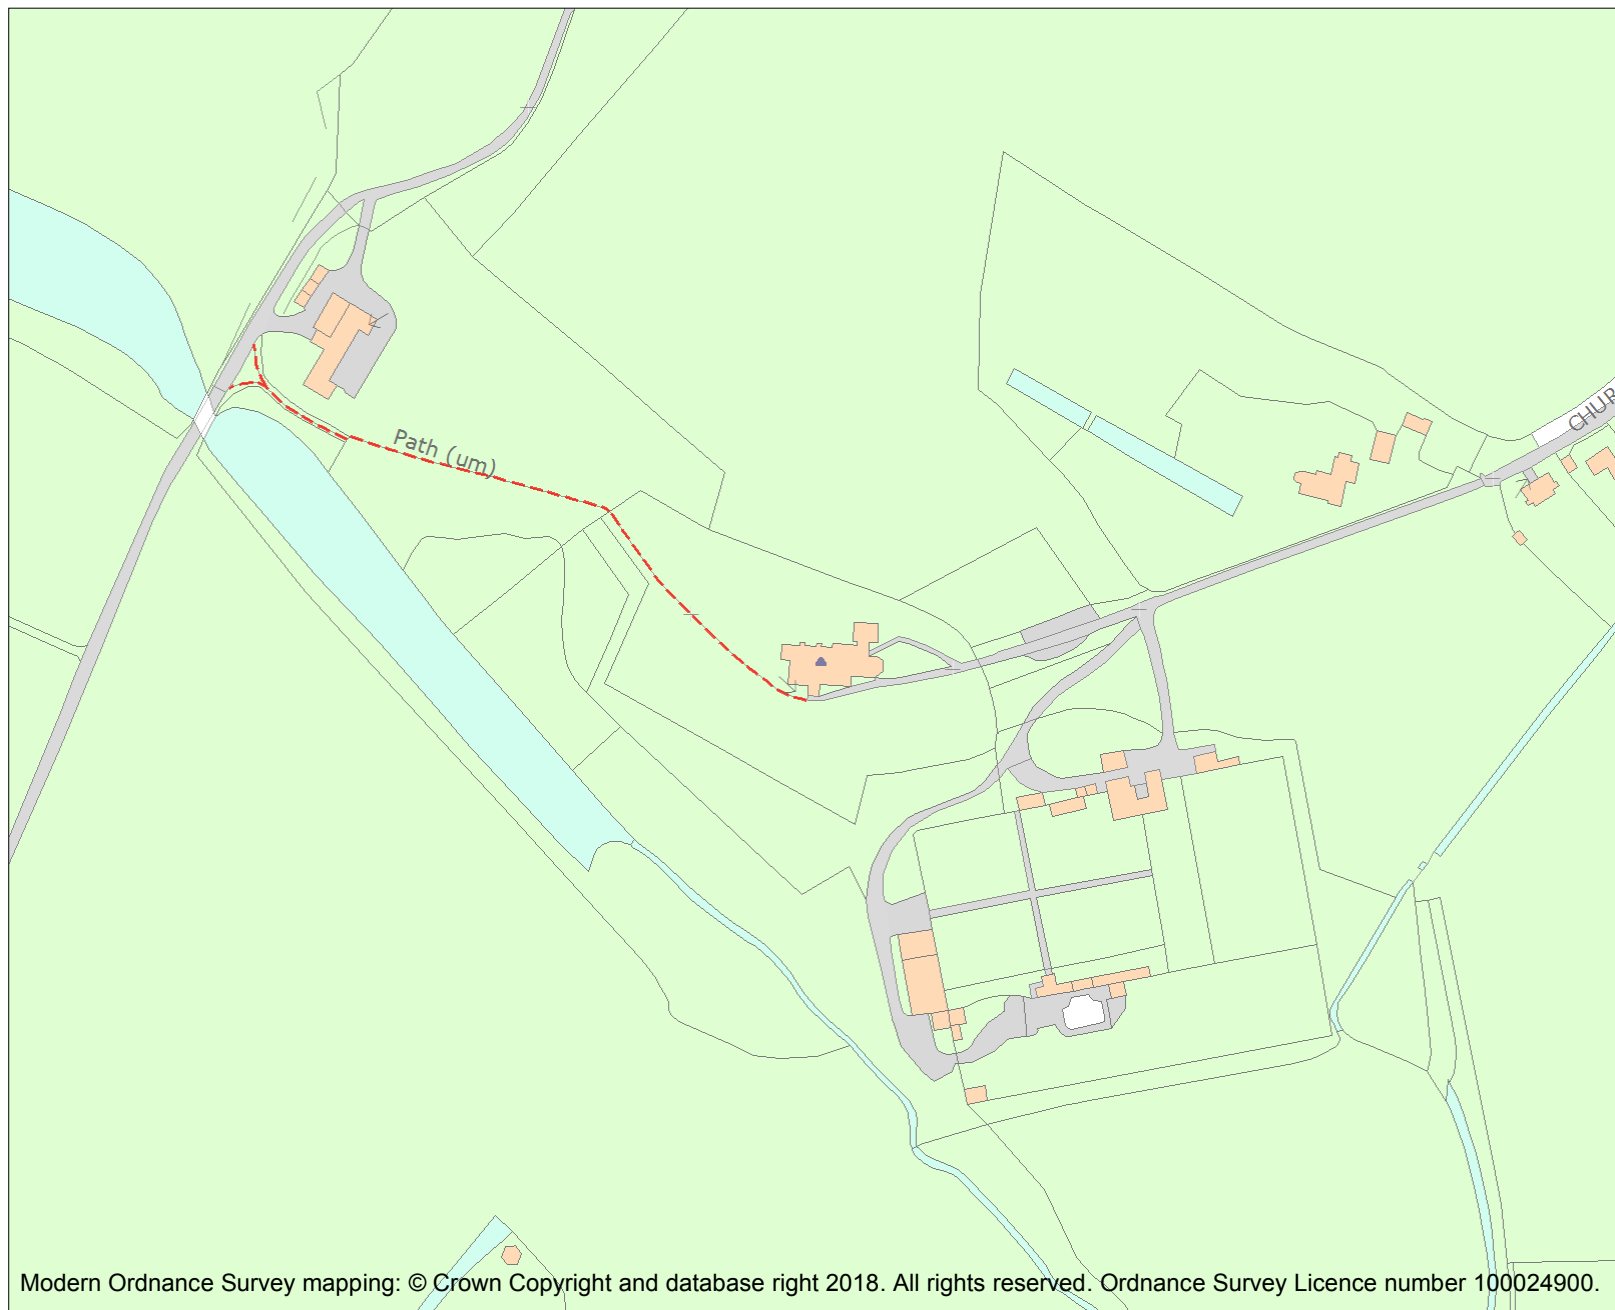 CHUR
Path (um)
Modern Ordnance Survey mapping: © Crown Copyright and database right 2018. All rights reserved. Ordnance Survey Licence number 100024900.